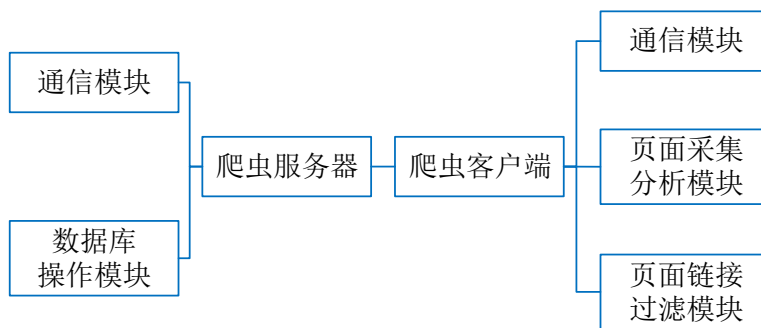 通信模块
数据库
操作模块
爬虫服务器
爬虫客户端
通信模块
页面采集
分析模块
页面链接
过滤模块